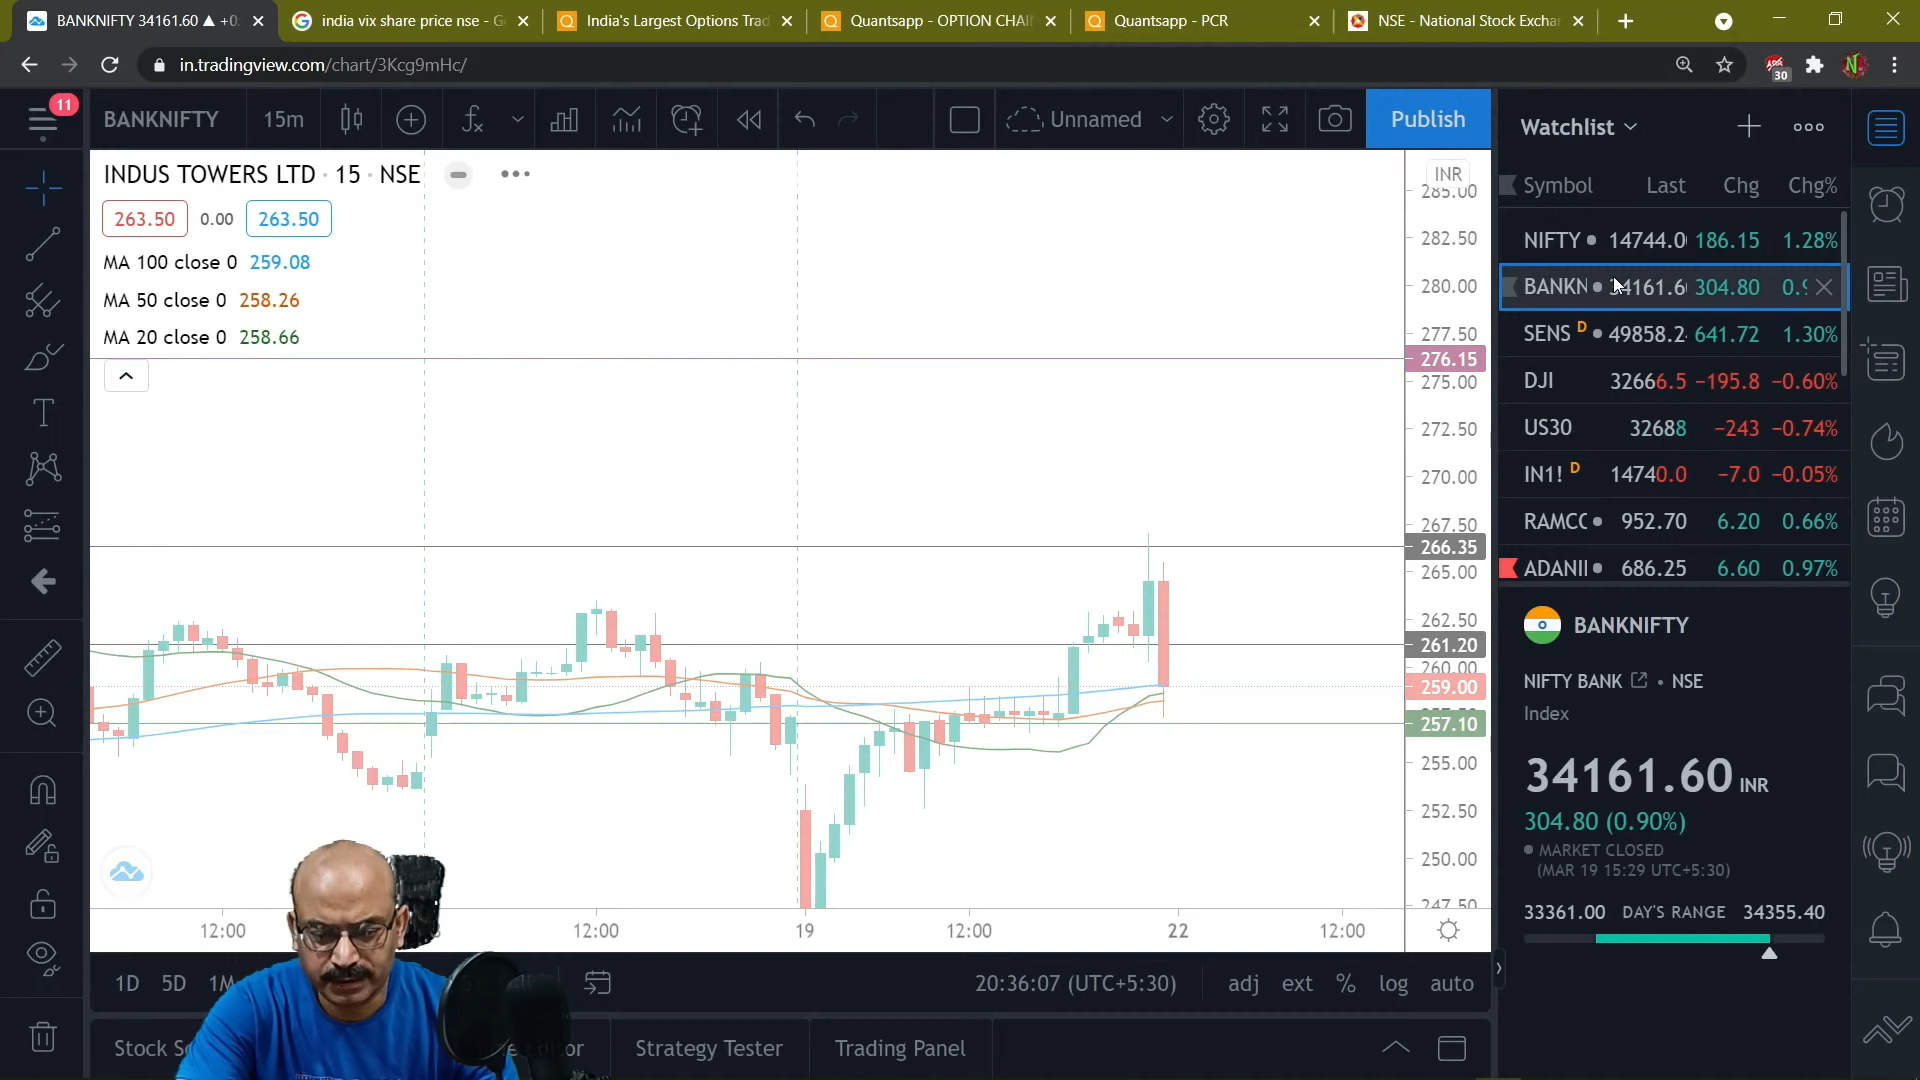 BANKNIFTY 34161.60 ▲ +0.
india vix share price nse - G
India's Largest Options Trad
Quantsapp - OPTION CHAI
Quantsapp - PCR
NSE - National Stock Exchan
in.tradingview.com/chart/3Kcg9mHc/
30
11
BANKNIFTY
15m
Unnamed
Publish
INDUS TOWERS LTD · 15 · NSE
263.50
0.00
263.50
MA 100 close 0 259.08
MA 50 close 0 258.26
MA 20 close 0 258.66
INR
285.00
282.50
280.00
277.50
276.15
275.00
272.50
270.00
267.50
266.35
265.00
262.50
261.20
260.00
259.00
257.10
255.00
252.50
250.00
247.50
12:00
12:00
19
12:00
22
12:00
1D 5D 1M
20:36:07 (UTC+5:30)
adj ext % log auto
Strategy Tester
Trading Panel
Watchlist
Symbol Last Chg Chg%
NIFTY 14744.0 186.15 1.28%
BANKN 34161.6 304.80 0.9
SENS D 49858.2 641.72 1.30%
DJI 32666.5 −195.8 −0.60%
US30 32688 −243 −0.74%
IN1! D 14740.0 −7.0 −0.05%
RAMCO 952.70 6.20 0.66%
ADANII 686.25 6.60 0.97%
BANKNIFTY
NIFTY BANK • NSE
Index
34161.60 INR
304.80 (0.90%)
MARKET CLOSED
(MAR 19 15:29 UTC+5:30)
33361.00 DAY'S RANGE 34355.40